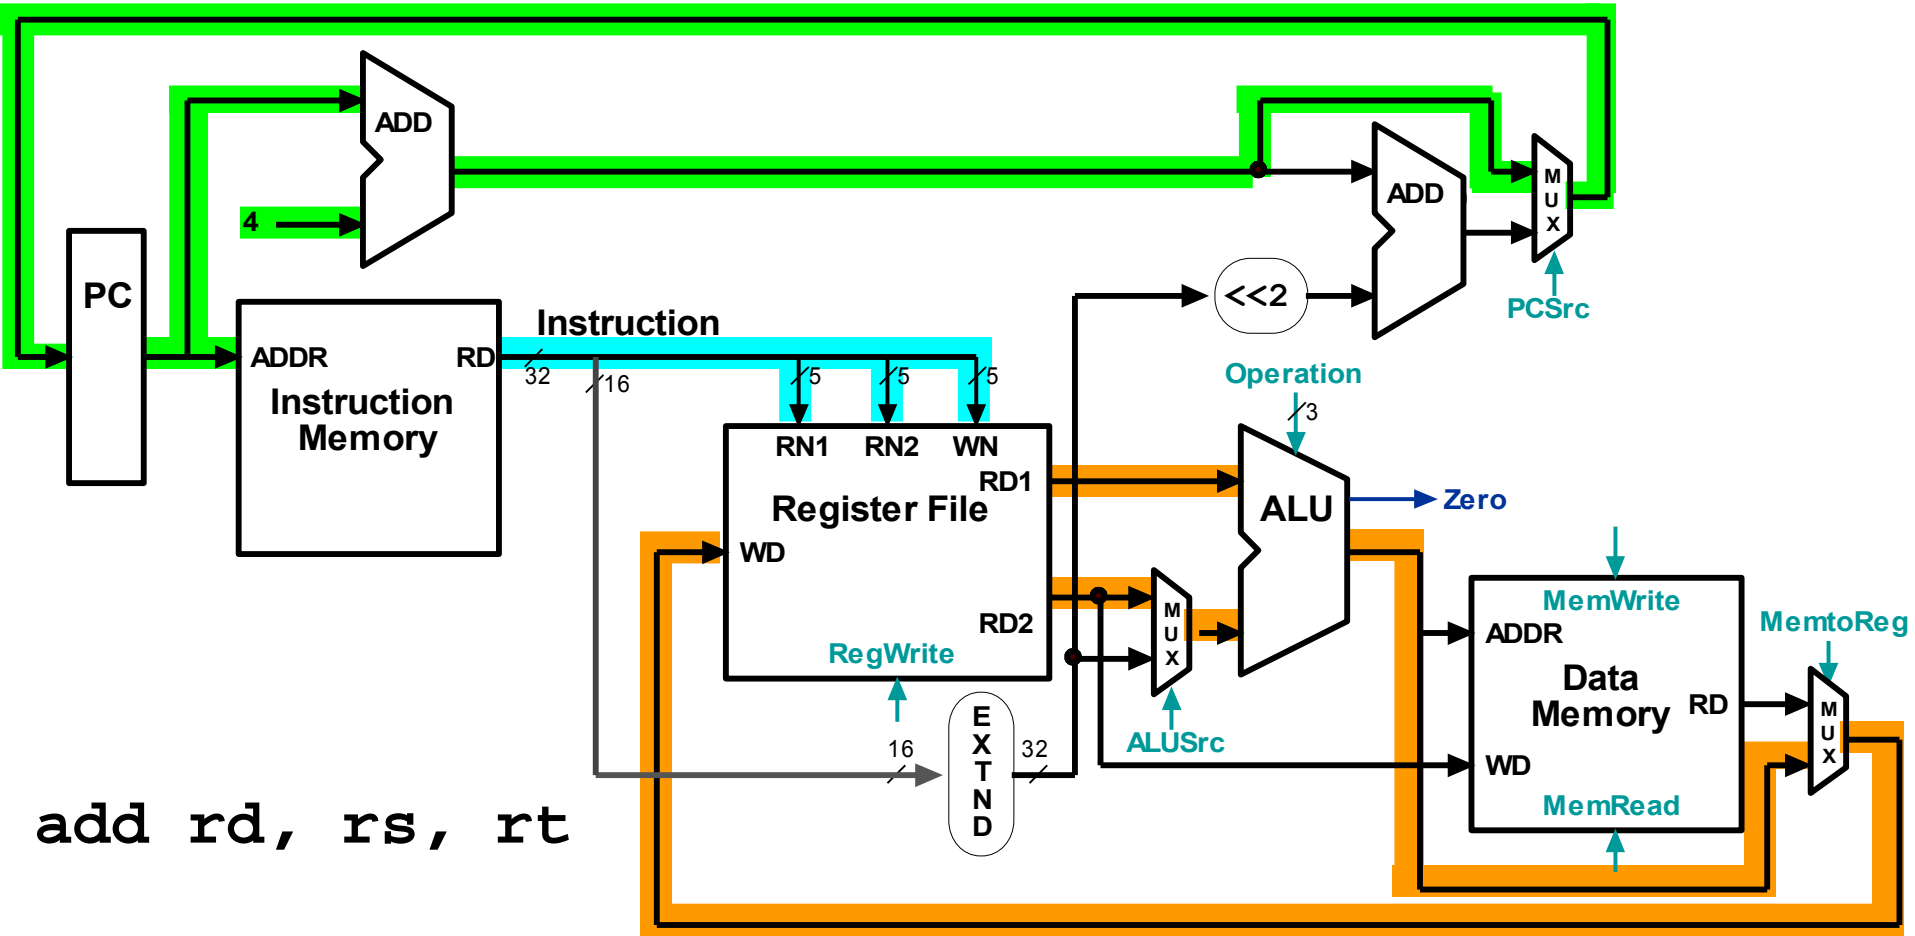 ADD
4
PC
ADD
M
U
X
<<2
PCSrc
Instruction
ADDR
RD
32
16
5
5
5
Instruction
Memory
Operation
3
RN1
RN2
WN
RD1
Register File
WD
RD2
RegWrite
ALU
Zero
M
U
X
ALUSrc
MemWrite
ADDR
Data
Memory
RD
WD
MemRead
MemtoReg
M
U
X
16
E
X
T
N
D
32
add rd, rs, rt